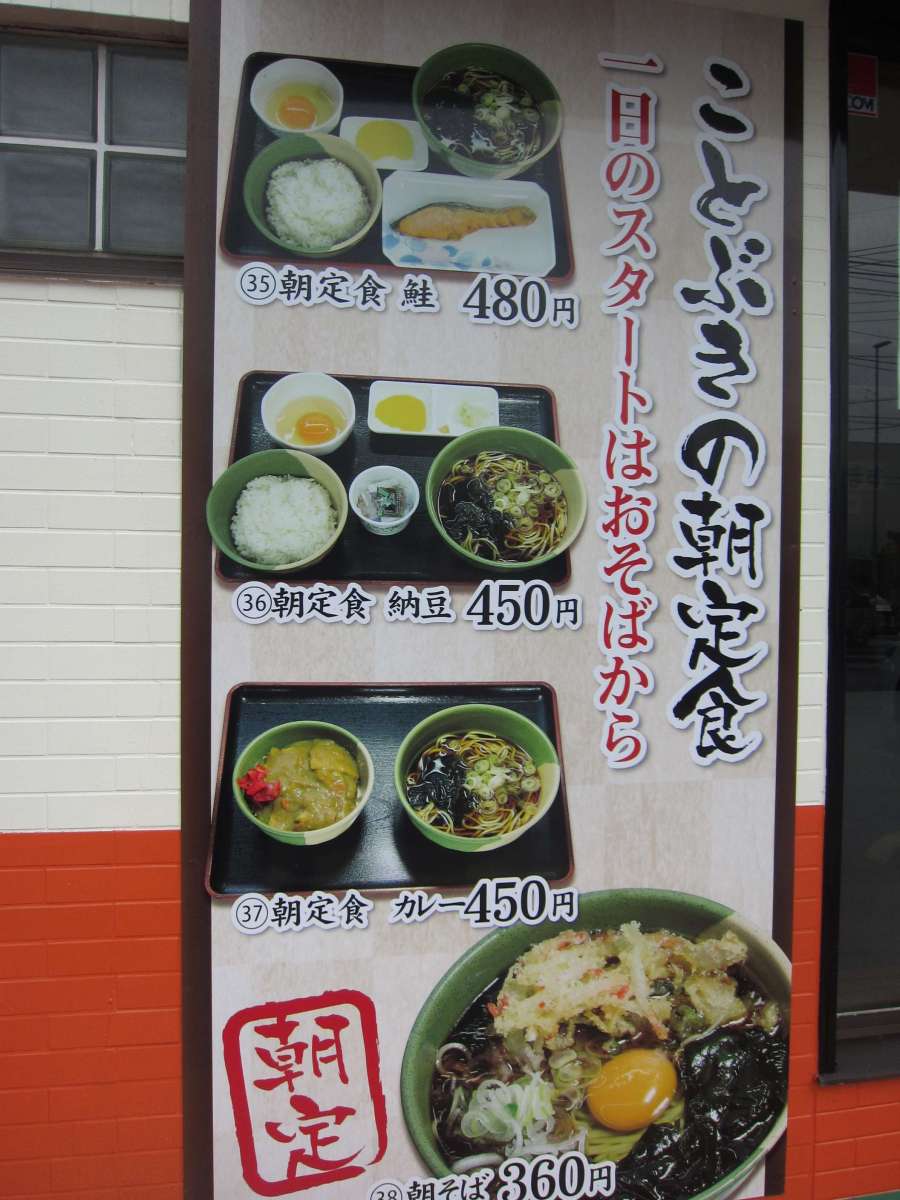 ことぶきの朝定食
一日のスタートはおそばから
㉟朝定食 鮭 480円
㊱朝定食 納豆 450円
㊲朝定食 カレー450円
朝定
㊳朝そば 360円
COM